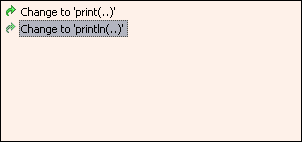 Change to 'print(..)'
Change to 'println(..)'